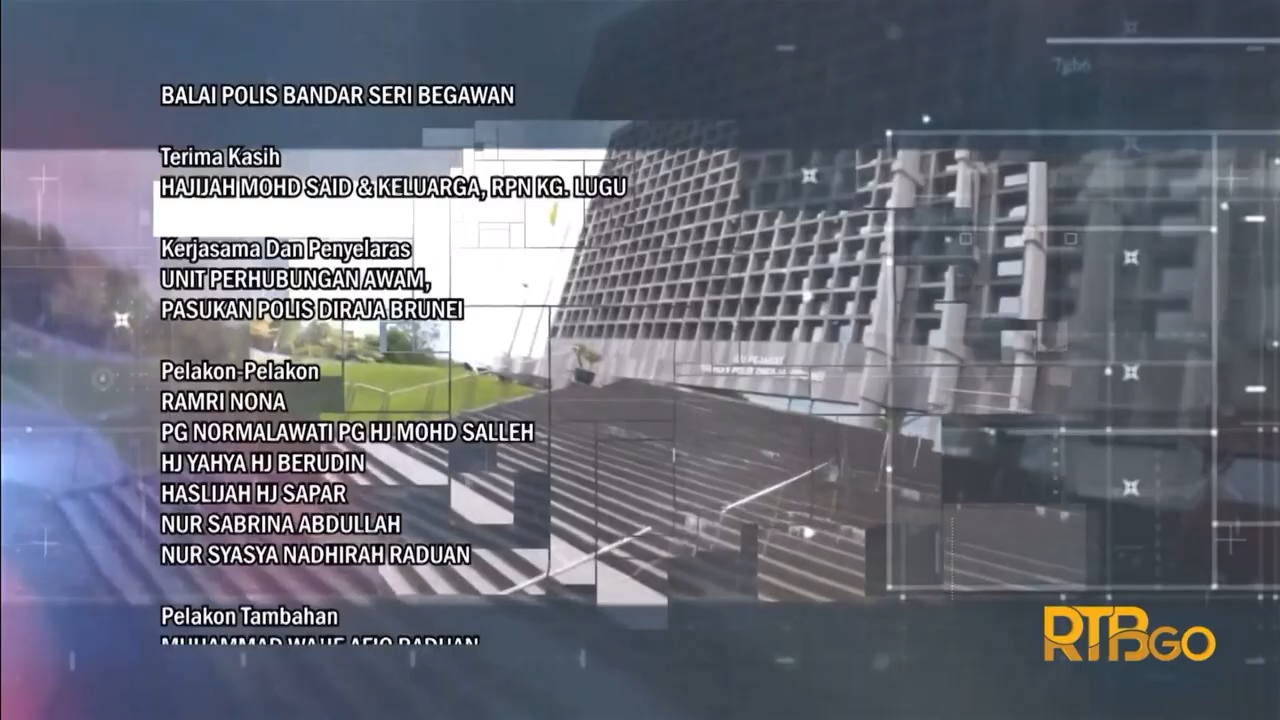 BALAI POLIS BANDAR SERI BEGAWAN
Terima Kasih
HAJIJAH MOHD SAID & KELUARGA, RPN KG. LUGU
Kerjasama Dan Penyelaras
UNIT PERHUBUNGAN AWAM,
PASUKAN POLIS DIRAJA BRUNEI
Pelakon-Pelakon
RAMRI NONA
PG NORMALAWATI PG HJ MOHD SALLEH
HJ YAHYA HJ BERUDIN
HASLIJAH HJ SAPAR
NUR SABRINA ABDULLAH
NUR SYASYA NADHIRAH RADUAN
Pelakon Tambahan
MUHAMMAD RADUAN
RTBGO